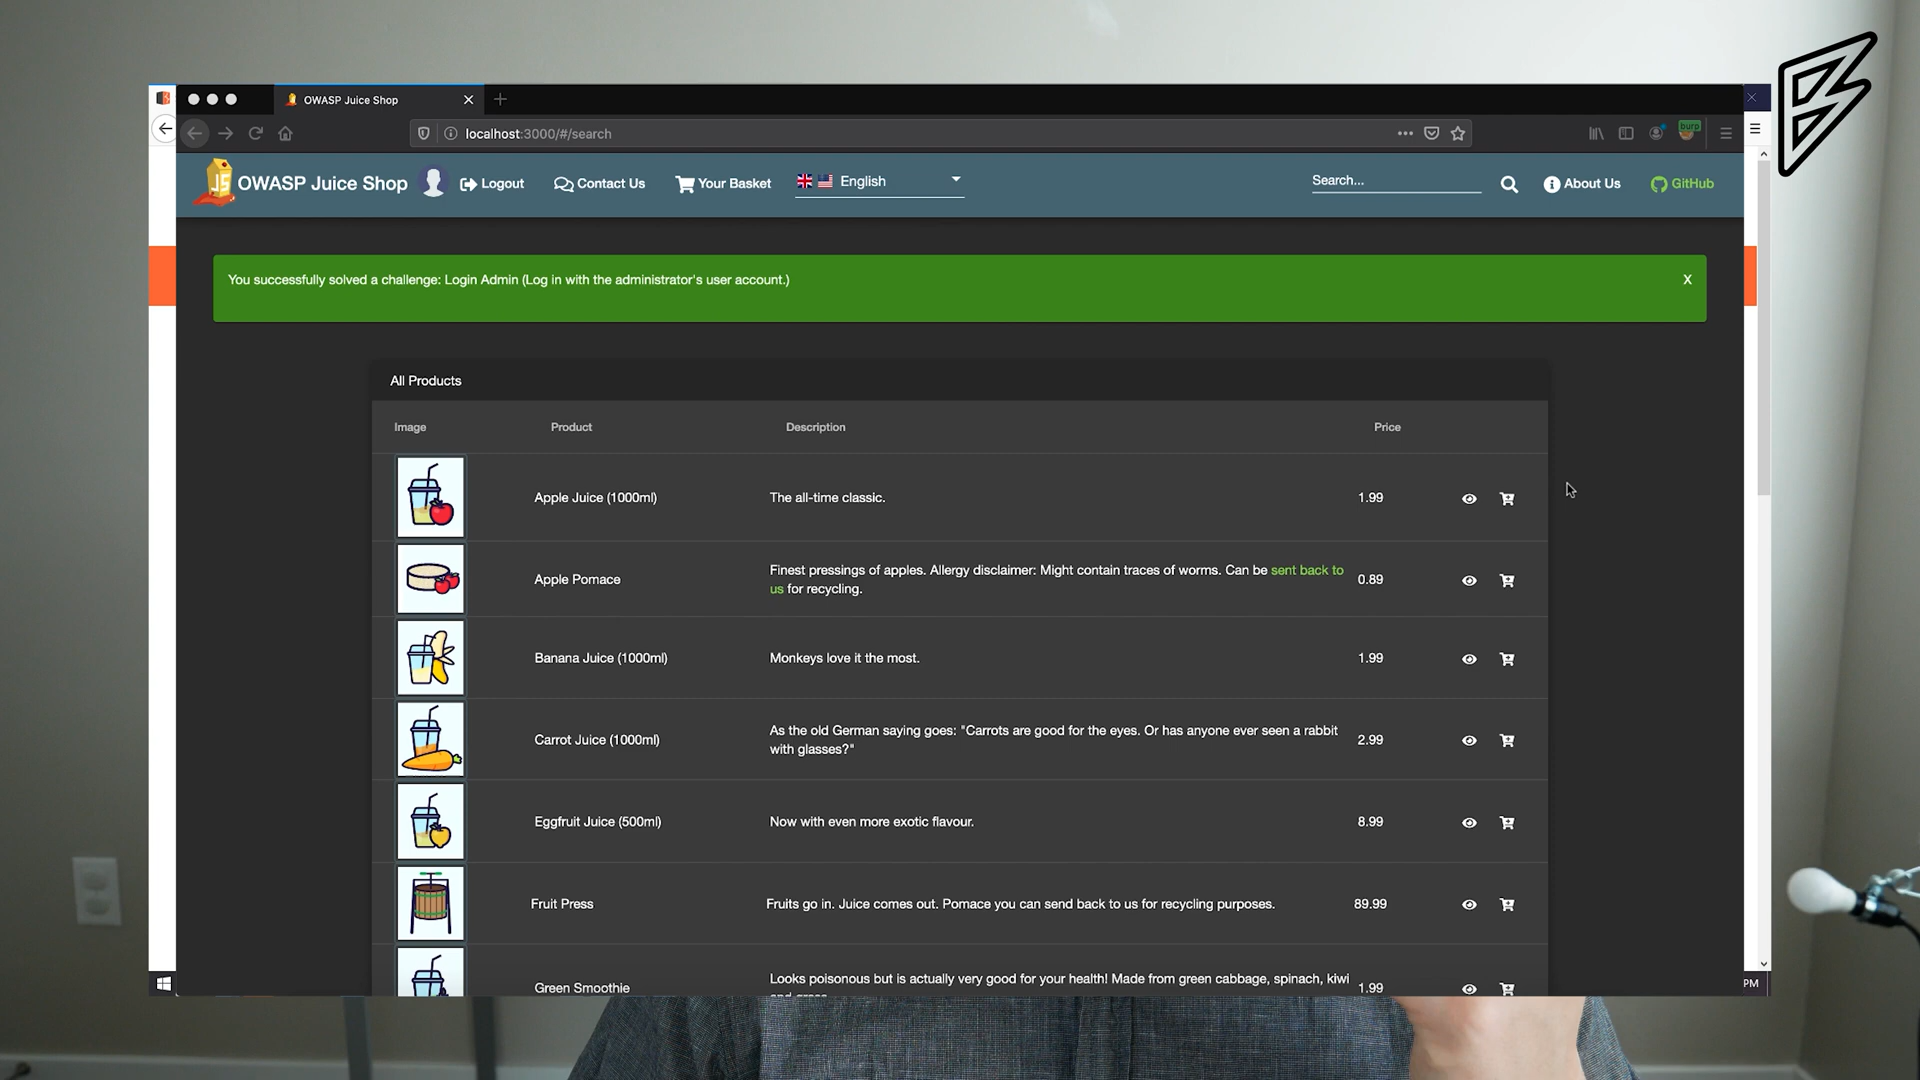 OWASP Juice Shop
localhost:3000/#/search
burp
OWASP Juice Shop
Logout
Contact Us
Your Basket
English
Search...
About Us
GitHub
You successfully solved a challenge: Login Admin (Log in with the administrator's user account.)
X
All Products
Image Product Description Price
Apple Juice (1000ml) The all-time classic. 1.99
Apple Pomace Finest pressings of apples. Allergy disclaimer: Might contain traces of worms. Can be sent back to 0.89
us for recycling.
Banana Juice (1000ml) Monkeys love it the most. 1.99
Carrot Juice (1000ml) As the old German saying goes: "Carrots are good for the eyes. Or has anyone ever seen a rabbit 2.99
with glasses?"
Eggfruit Juice (500ml) Now with even more exotic flavour. 8.99
Fruit Press Fruits go in. Juice comes out. Pomace you can send back to us for recycling purposes. 89.99
Green Smoothie Looks poisonous but is actually very good for your health! Made from green cabbage, spinach, kiwi 1.99
PM